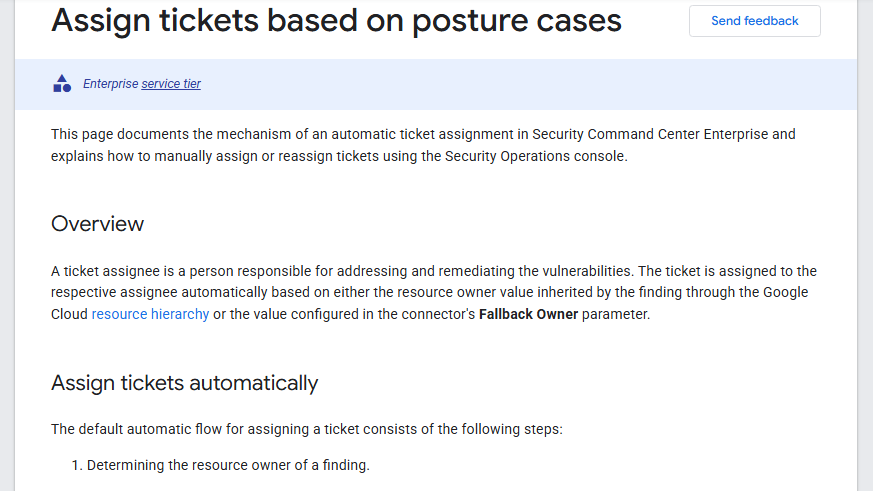 Assign tickets based on posture cases
Send feedback
Enterprise service tier
This page documents the mechanism of an automatic ticket assignment in Security Command Center Enterprise and
explains how to manually assign or reassign tickets using the Security Operations console.
Overview
A ticket assignee is a person responsible for addressing and remediating the vulnerabilities. The ticket is assigned to the
respective assignee automatically based on either the resource owner value inherited by the finding through the Google
Cloud resource hierarchy or the value configured in the connector's Fallback Owner parameter.
Assign tickets automatically
The default automatic flow for assigning a ticket consists of the following steps:
1. Determining the resource owner of a finding.